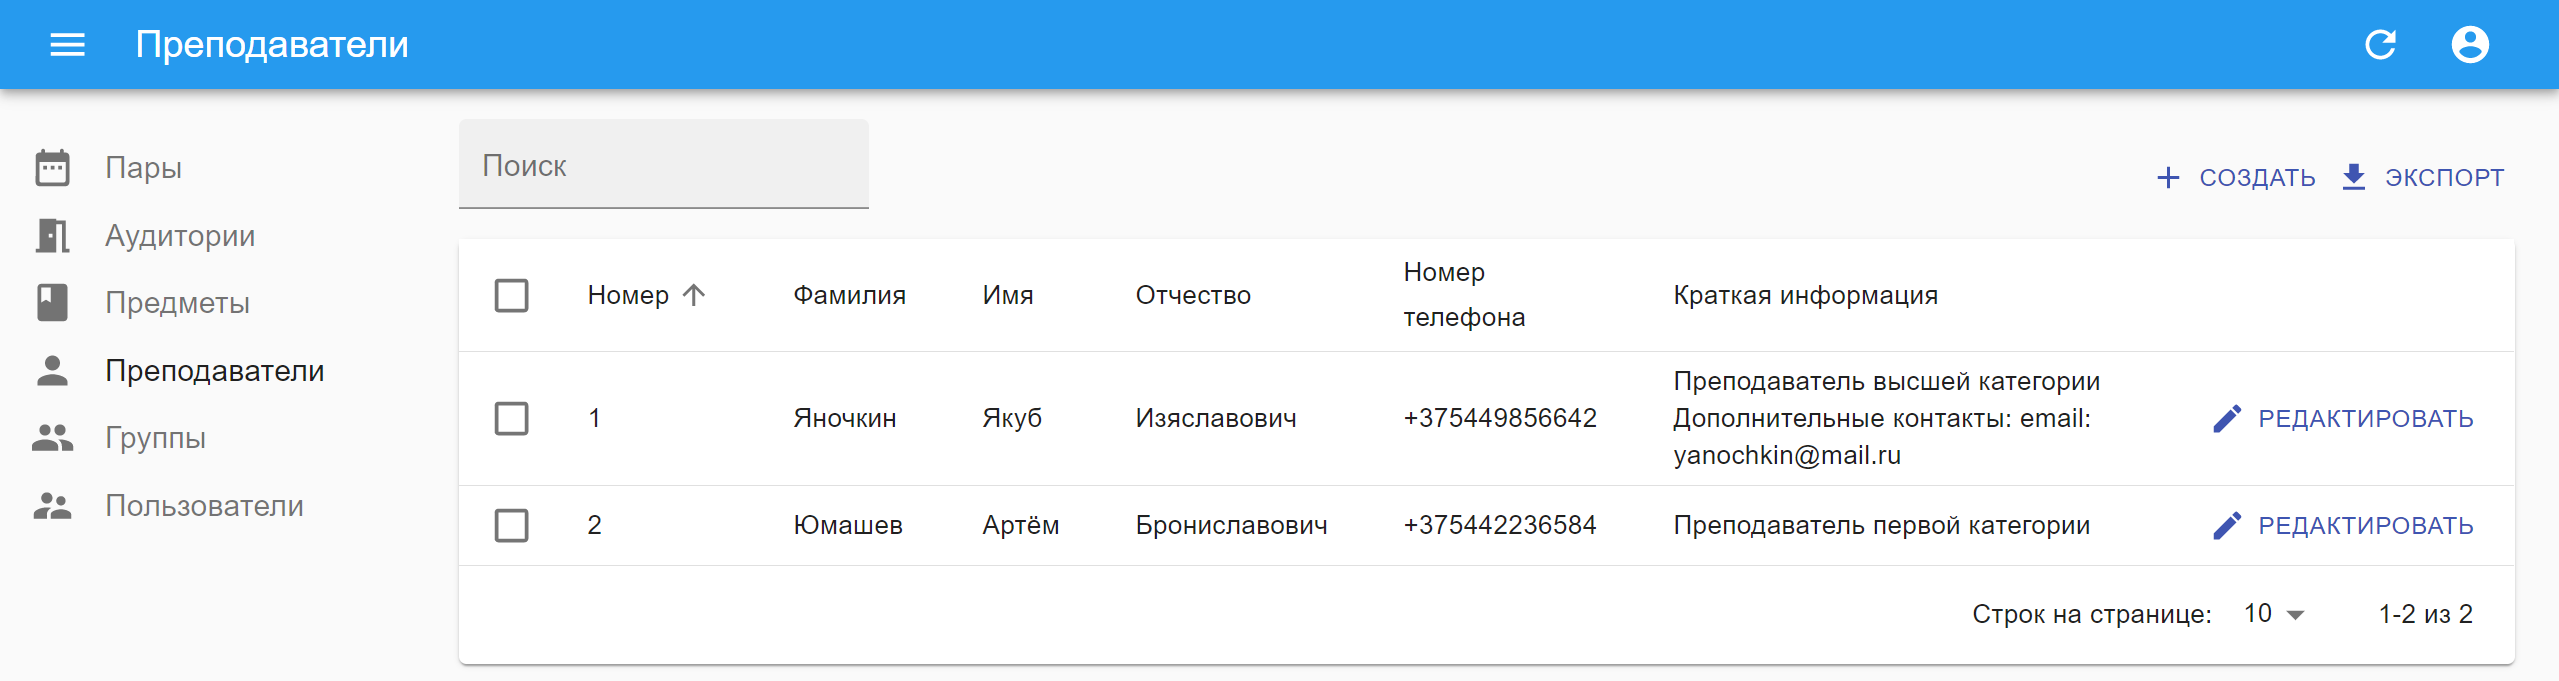 Преподаватели
Пары
Аудитории
Предметы
Преподаватели
Группы
Пользователи
Поиск
СОЗДАТЬ ЭКСПОРТ
Номер Фамилия Имя Отчество Номер телефона Краткая информация
1 Яночкин Якуб Изяславович +375449856642 Преподаватель высшей категории
Дополнительные контакты: email:
yanochkin@mail.ru РЕДАКТИРОВАТЬ
2 Юмашев Артём Брониславович +375442236584 Преподаватель первой категории РЕДАКТИРОВАТЬ
Строк на странице: 10 1-2 из 2